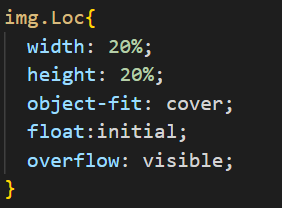 img.Loc{
  width: 20%;
  height: 20%;
  object-fit: cover;
  float:initial;
  overflow: visible;
}